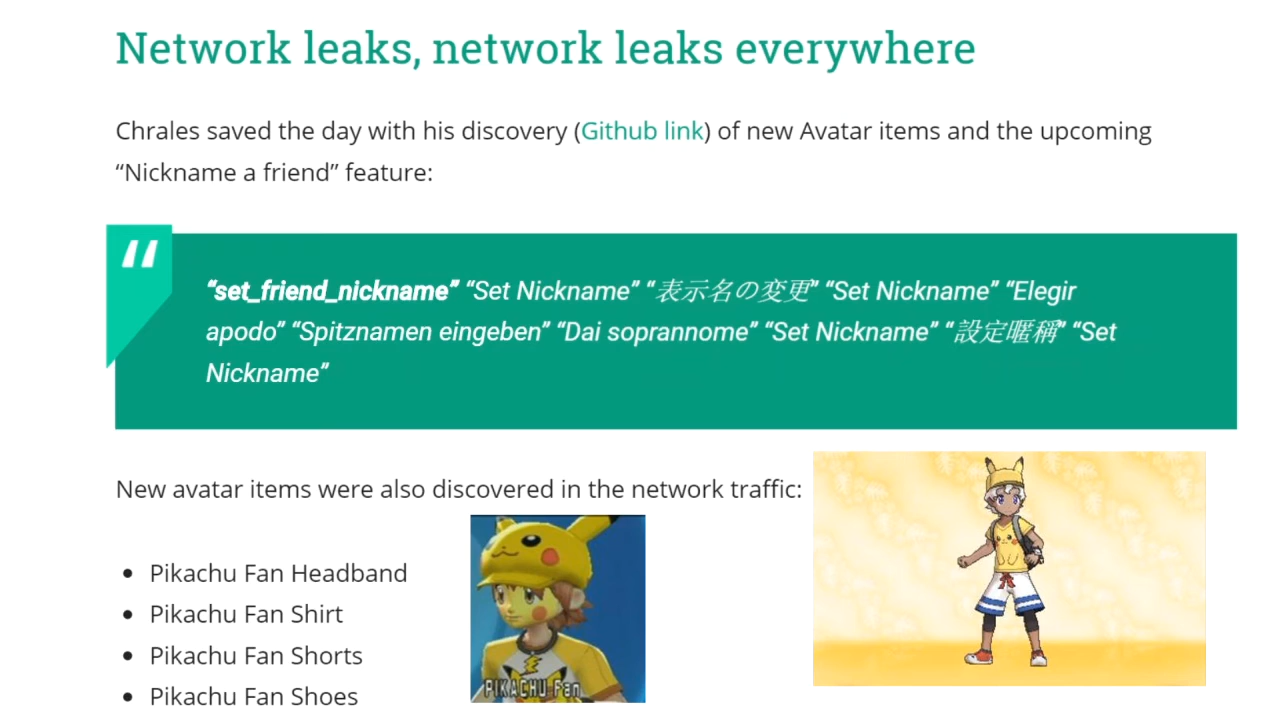 Network leaks, network leaks everywhere
Chrales saved the day with his discovery (Github link) of new Avatar items and the upcoming
“Nickname a friend” feature:
“set_friend_nickname” “Set Nickname” “表示名の変更” “Set Nickname” “Elegir
apodo” “Spitznamen eingeben” “Dai soprannome” “Set Nickname” “設定暱稱” “Set
Nickname”
New avatar items were also discovered in the network traffic:
• Pikachu Fan Headband
• Pikachu Fan Shirt
• Pikachu Fan Shorts
• Pikachu Fan Shoes
PIKACHU Fan